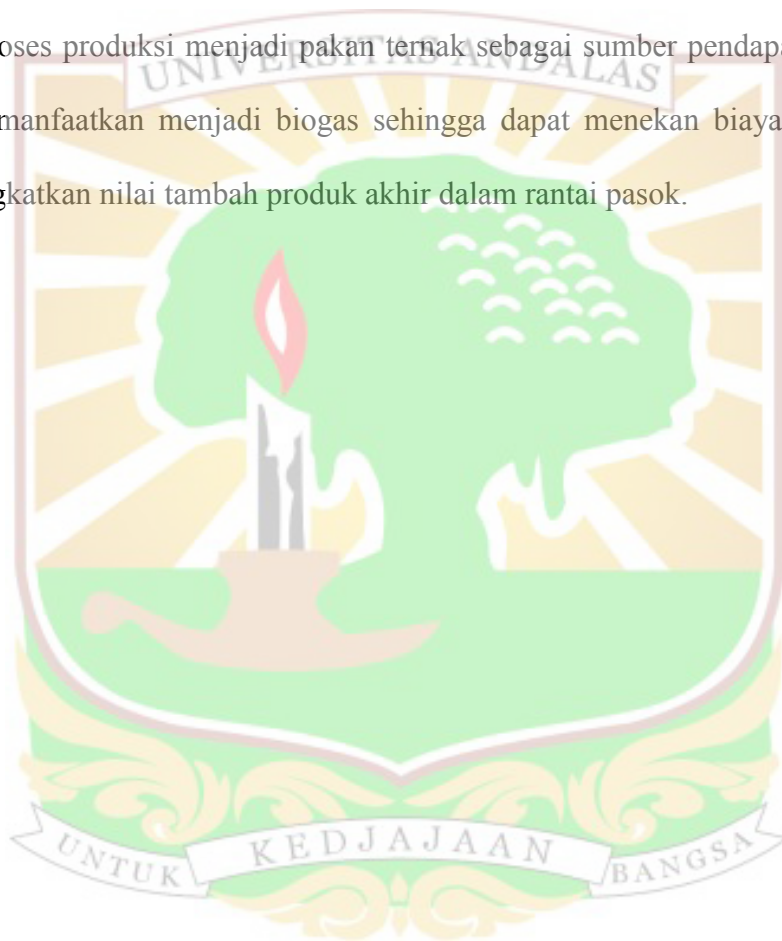 oses produksi menjadi pakan ternak sebagai sumber pendapa
UNIVERSITAS ANDALAS
manfaatkan menjadi biogas sehingga dapat menekan biaya
gkatkan nilai tambah produk akhir dalam rantai pasok.
UNTUK KEDJAJAAN BANGSA